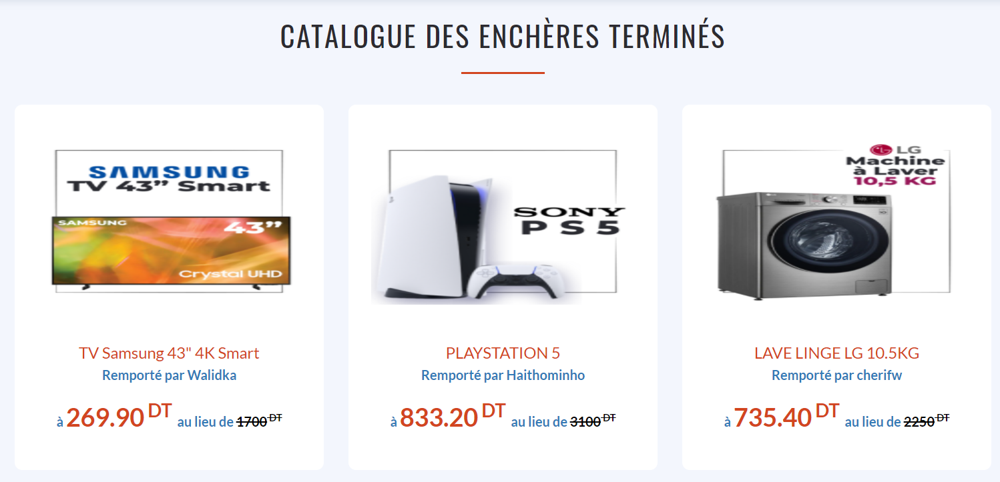 CATALOGUE DES ENCHÈRES TERMINÉS
SAMSUNG
TV 43” Smart
SAMSUNG
43”
Crystal UHD
TV Samsung 43" 4K Smart
Remporté par Walidka
à 269.90 DT au lieu de 1700 DT
SONY
PS5
PLAYSTATION 5
Remporté par Haithominho
à 833.20 DT au lieu de 3100 DT
LG
Machine
à Laver
10,5 KG
LAVE LINGE LG 10.5KG
Remporté par cherifw
à 735.40 DT au lieu de 2250 DT